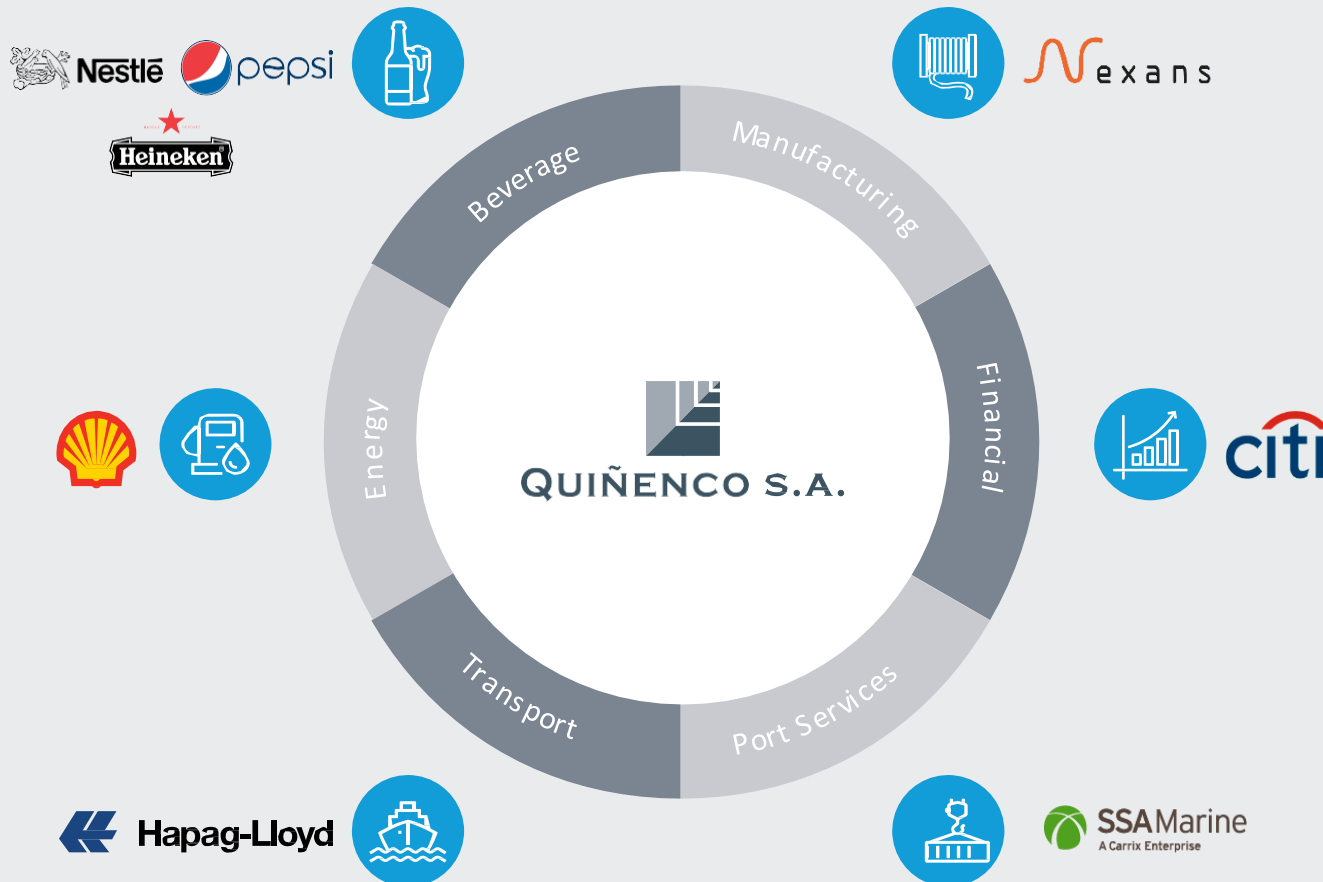 Nestlé
pepsi
Heineken
Nexans
Beverage
Manufacturing
Energy
Financial
QUIÑENCO S.A.
citi
Transport
Port Services
Hapag-Lloyd
SSAMarine
A Carrix Enterprise